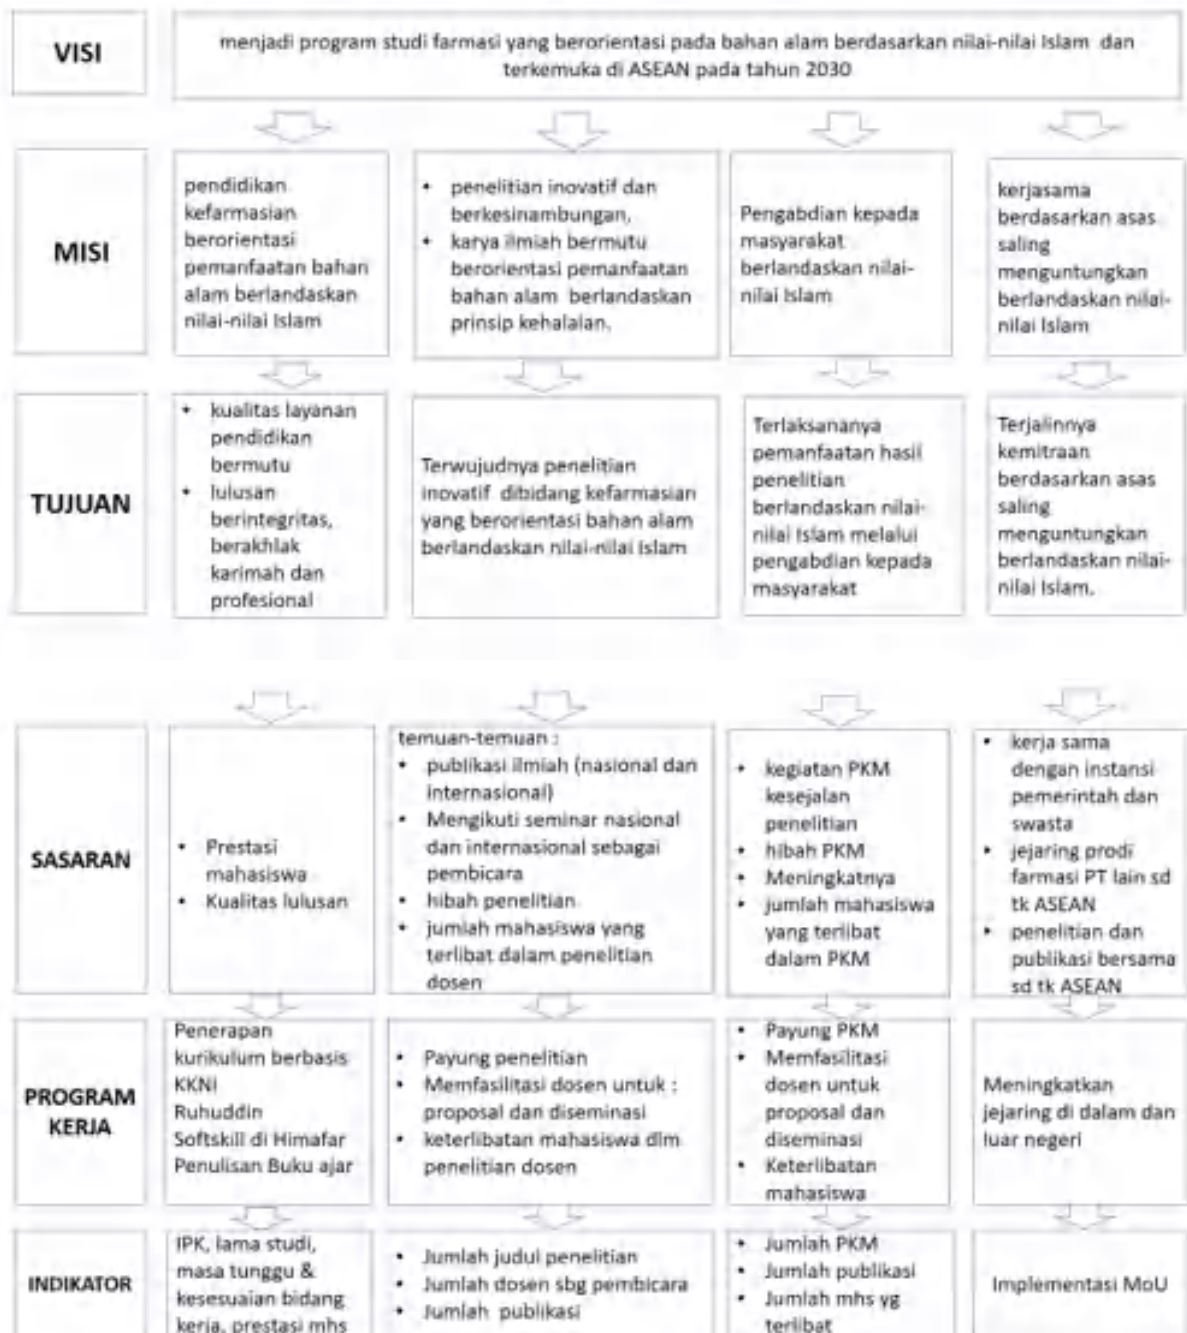 VISI
menjadi program studi farmasi yang berorientasi pada bahan alam berdasarkan nilai-nilai Islam dan
terkemuka di ASEAN pada tahun 2030
MISI
pendidikan
kefarmasian
berorientasi
pemanfaatan bahan
alam berlandaskan
nilai-nilai Islam
• penelitian inovatif dan
berkesinambungan,
• karya ilmiah bermutu
berorientasi pemanfaatan
bahan alam berlandaskan
prinsip kehalalan.
Pengabdian kepada
masyarakat
berlandaskan nilai-
nilai Islam
kerjasama
berdasarkan asas
saling
menguntungkan
berlandaskan nilai-
nilai Islam
TUJUAN
• kualitas layanan
pendidikan
bermutu
• lulusan
berintegritas,
berakhlak
karimah dan
profesional
Terwujudnya penelitian
inovatif dibidang kefarmasian
yang berorientasi bahan alam
berlandaskan nilai-nilai Islam
Terlaksananya
pemanfaatan hasil
penelitian
berlandaskan nilai-
nilai Islam melalui
pengabdian kepada
masyarakat
Terjalinnya
kemitraan
berdasarkan asas
saling
menguntungkan
berlandaskan nilai-
nilai Islam.
SASARAN
• Prestasi
mahasiswa
• Kualitas lulusan
temuan-temuan :
• publikasi ilmiah (nasional dan
internasional)
• Mengikuti seminar nasional
dan internasional sebagai
pembicara
• hibah penelitian
• jumlah mahasiswa yang
terlibat dalam penelitian
dosen
• kegiatan PKM
kesejalan
penelitian
• hibah PKM
• Meningkatnya
• jumlah mahasiswa
yang terlibat
dalam PKM
• kerja sama
dengan instansi
pemerintah dan
swasta
• jejaring prodi
farmasi PT lain sd
tk ASEAN
• penelitian dan
publikasi bersama
sd tk ASEAN
PROGRAM
KERJA
Penerapan
kurikulum berbasis
KKNI
Ruhuddin
Softskill di Himafar
Penulisan Buku ajar
• Payung penelitian
• Memfasilitasi dosen untuk :
proposal dan diseminasi
• keterlibatan mahasiswa dlm
penelitian dosen
• Payung PKM
• Memfasilitasi
dosen untuk
proposal dan
diseminasi
• Keterlibatan
mahasiswa
Meningkatkan
jejaring di dalam dan
luar negeri
INDIKATOR
IPK, lama studi,
masa tunggu &
kesesuaian bidang
kerja, prestasi mhs
• Jumlah judul penelitian
• Jumlah dosen sbg pembicara
• Jumlah publikasi
• Jumlah PKM
• Jumlah publikasi
• Jumlah mhs yg
terlibat
Implementasi MoU